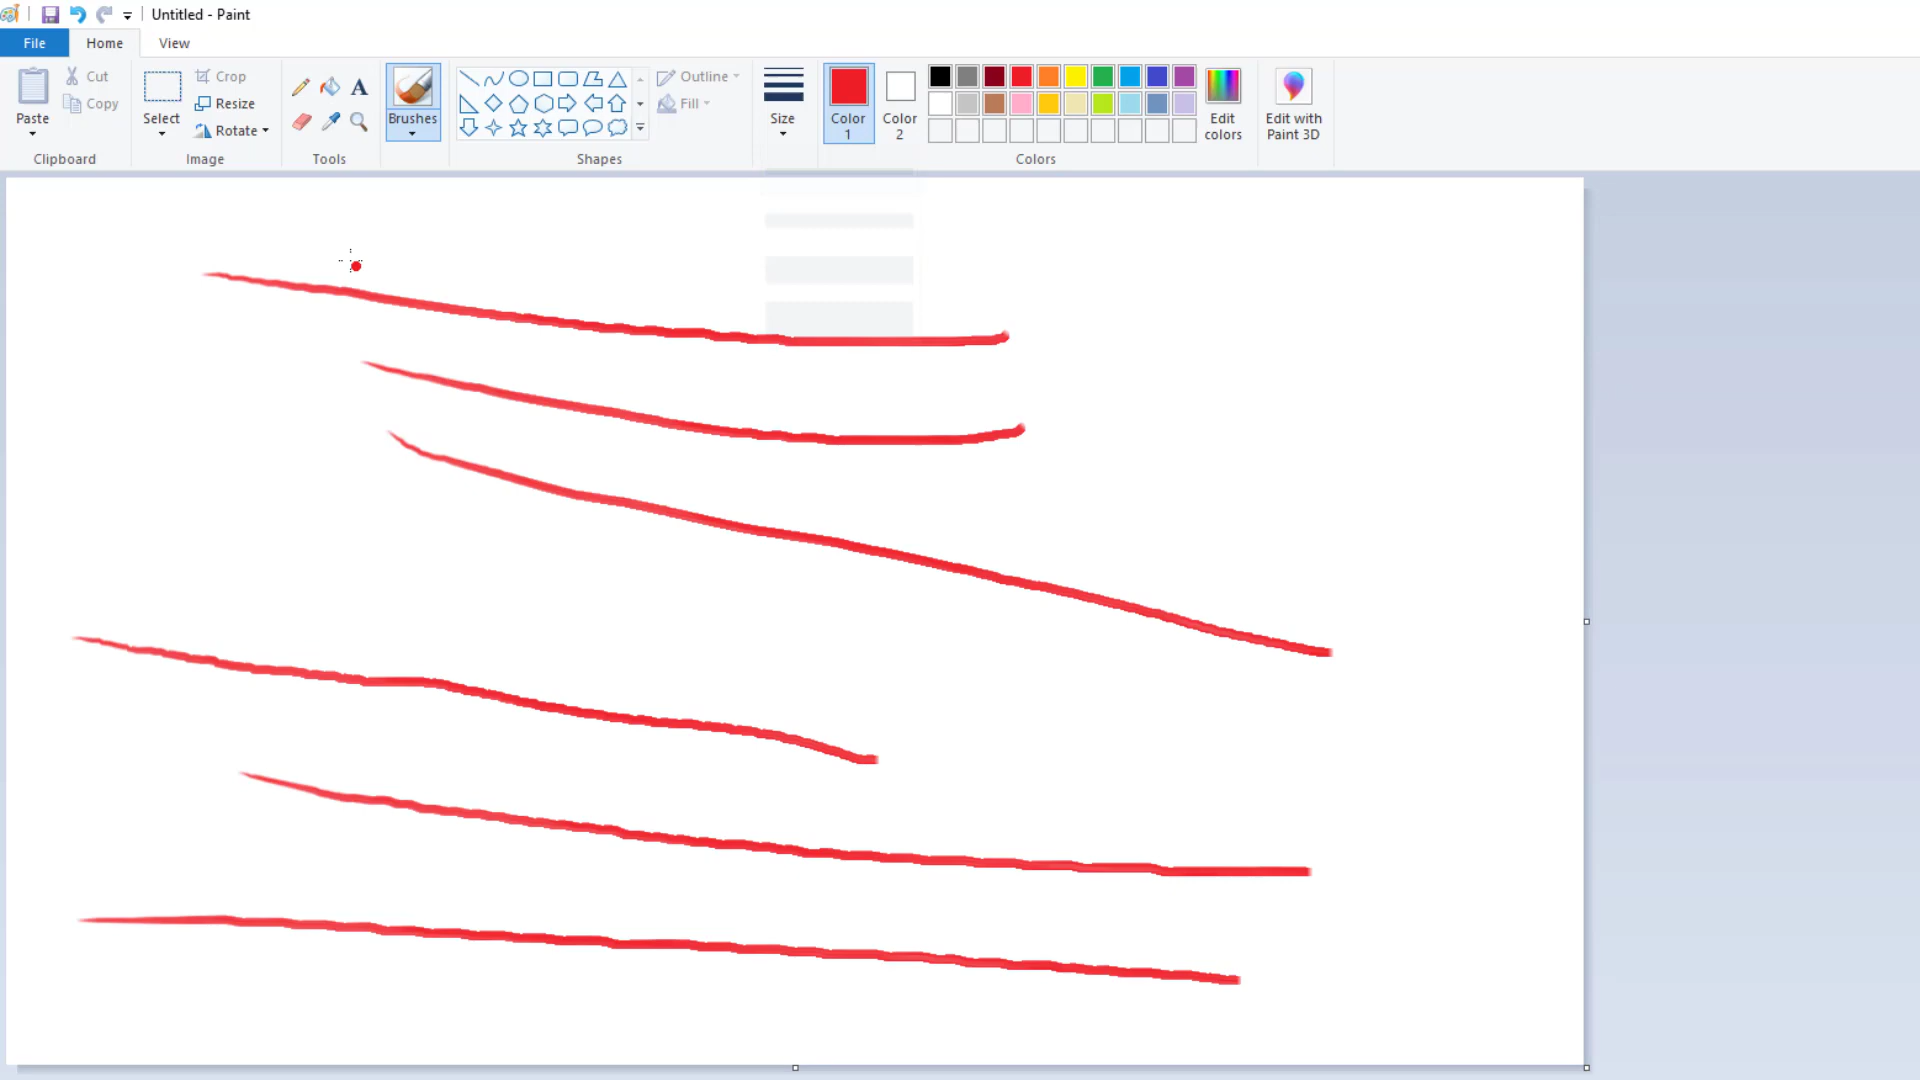 Untitled - Paint
File Home View
Paste Cut Copy
Clipboard
Select Crop Resize Rotate
Image
A
Tools
Brushes
Shapes
Outline Fill
Size
Color 1 Color 2
Edit colors
Colors
Edit with Paint 3D